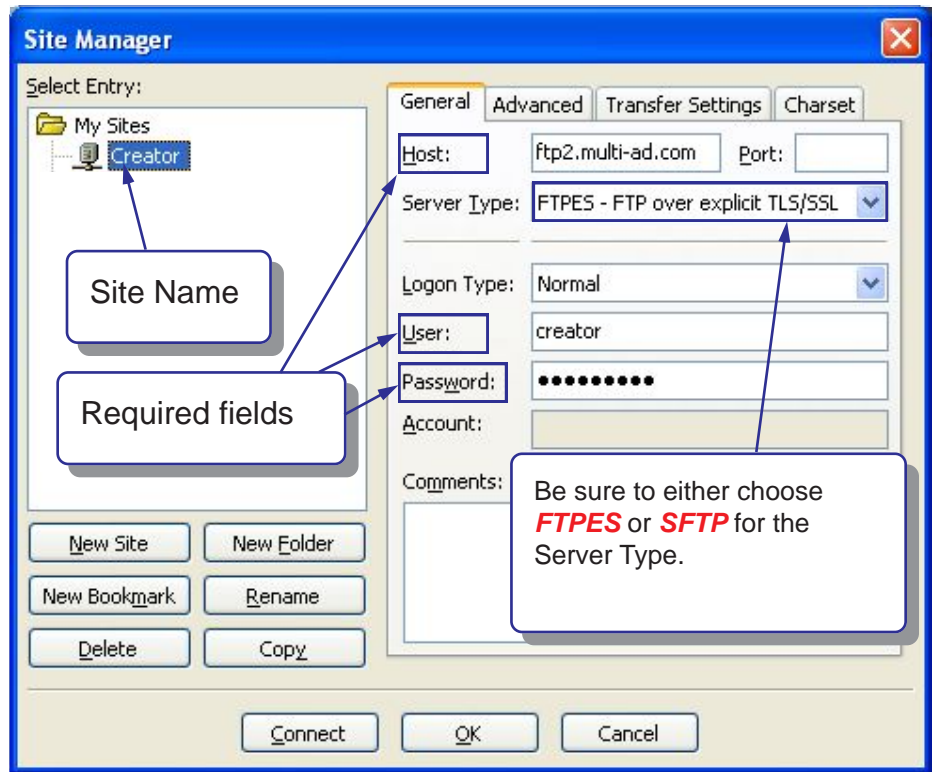 Site Manager
Select Entry:
My Sites
Creator
Site Name
Required fields
New Site
New Folder
New Bookmark
Rename
Delete
Copy
General
Advanced
Transfer Settings
Charset
Host:
ftp2.multi-ad.com
Port:
Server Type:
FTPES - FTP over explicit TLS/SSL
Logon Type:
Normal
User:
creator
Password:
●●●●●●●●●
Account:
Comments:
Be sure to either choose
FTPES or SFTP for the
Server Type.
Connect
OK
Cancel